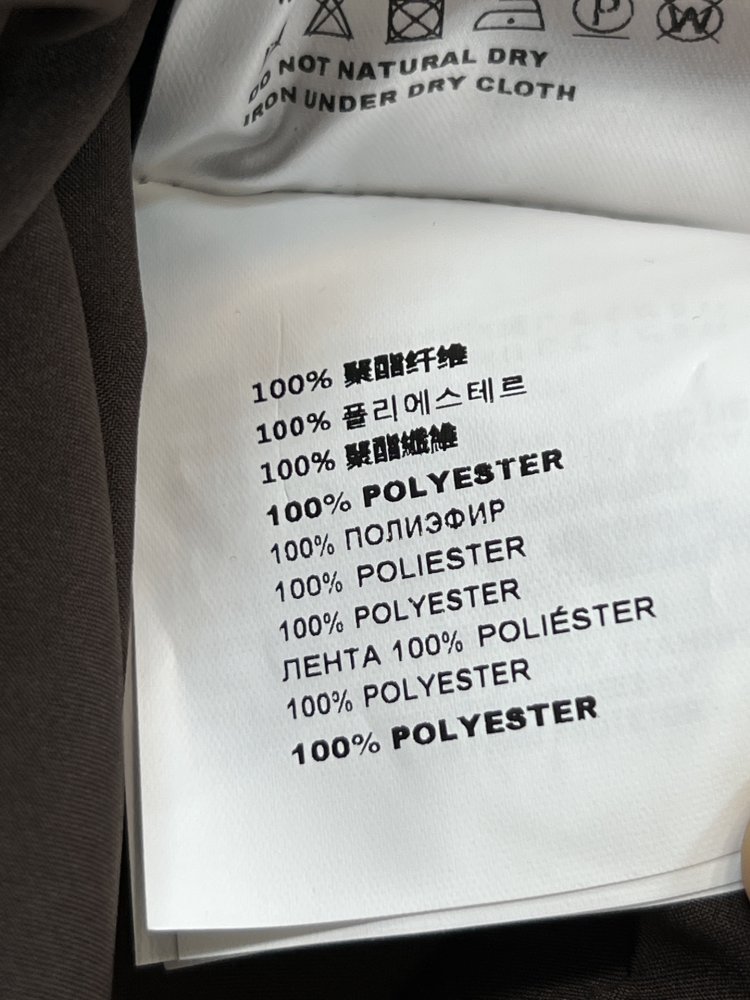 DO NOT NATURAL DRY
IRON UNDER DRY CLOTH
100% 聚酯纤维
100% 폴리에스테르
100% 聚酯纖維
100% POLYESTER
100% ПОЛИЭФИР
100% POLIESTER
100% POLYESTER
ЛЕНТА 100% POLIÉSTER
100% POLYESTER
100% POLYESTER